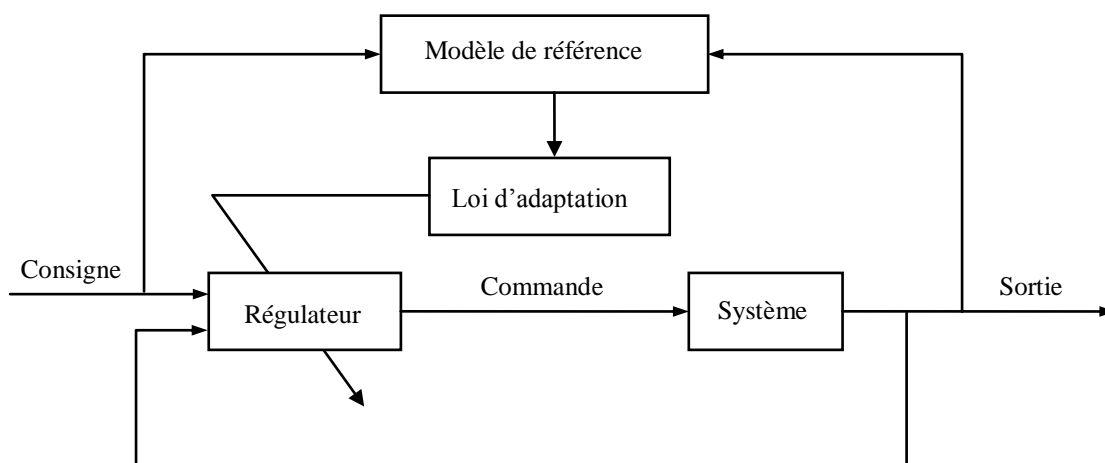 Modèle de référence
Loi d’adaptation
Consigne
Commande
Sortie
Régulateur
Système